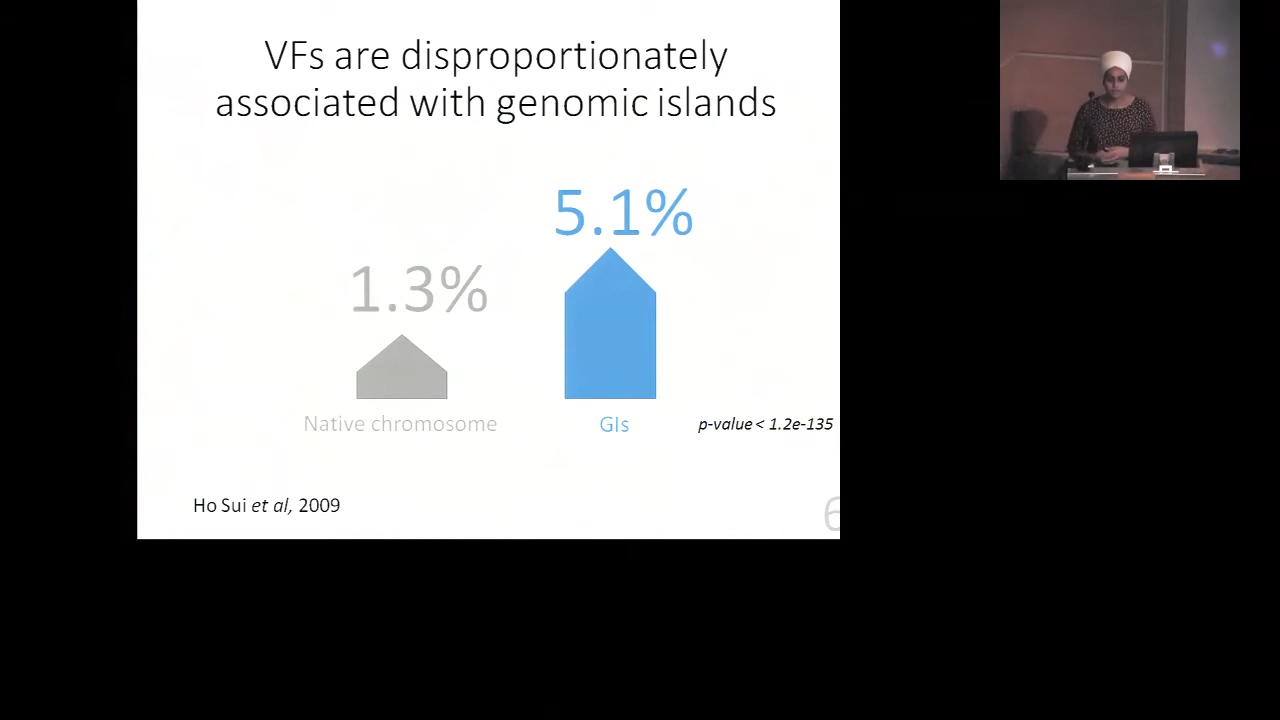 VFs are disproportionately
associated with genomic islands
5.1%
1.3%
Native chromosome
GIs
p-value < 1.2e-135
Ho Sui et al, 2009
6